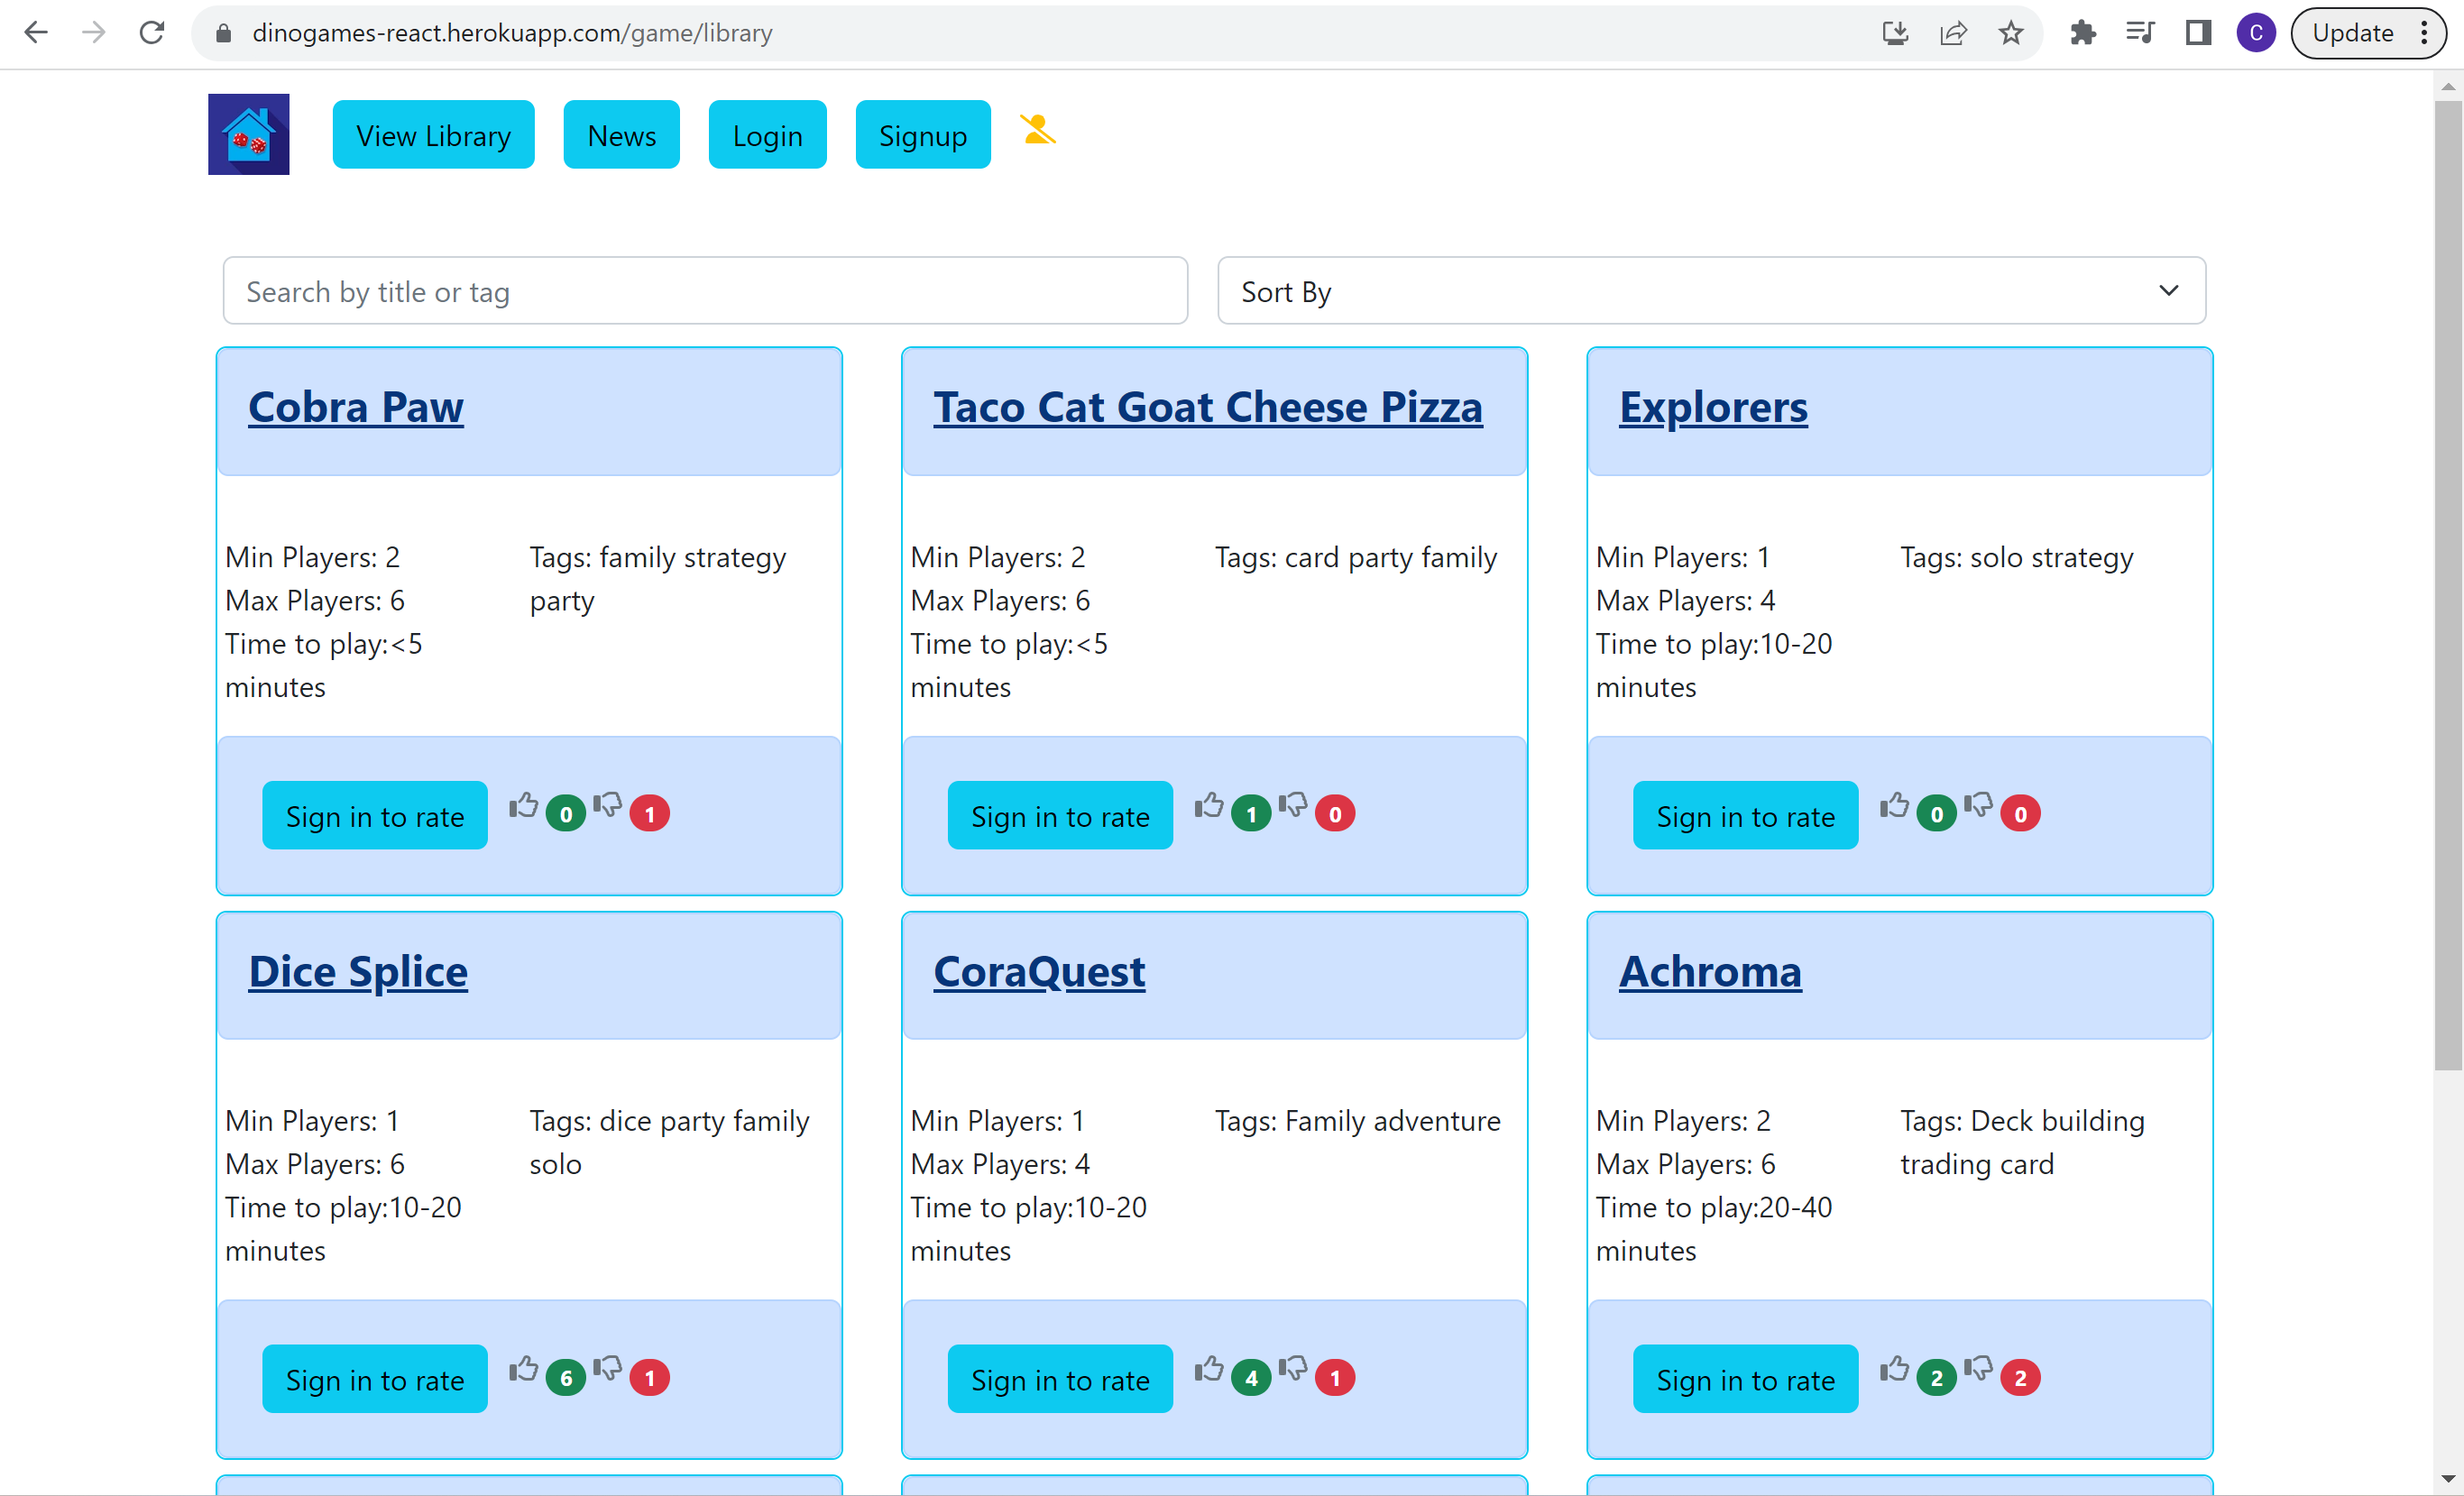 dinogames-react.herokuapp.com/game/library
C
Update
View Library
News
Login
Signup
Search by title or tag
Sort By
Cobra Paw
Min Players: 2
Max Players: 6
Time to play:<5
minutes
Tags: family strategy
party
Sign in to rate
0
1
Taco Cat Goat Cheese Pizza
Min Players: 2
Max Players: 6
Time to play:<5
minutes
Tags: card party family
Sign in to rate
1
0
Explorers
Min Players: 1
Max Players: 4
Time to play:10-20
minutes
Tags: solo strategy
Sign in to rate
0
0
Dice Splice
Min Players: 1
Max Players: 6
Time to play:10-20
minutes
Tags: dice party family
solo
Sign in to rate
6
1
CoraQuest
Min Players: 1
Max Players: 4
Time to play:10-20
minutes
Tags: Family adventure
Sign in to rate
4
1
Achroma
Min Players: 2
Max Players: 6
Time to play:20-40
minutes
Tags: Deck building
trading card
Sign in to rate
2
2